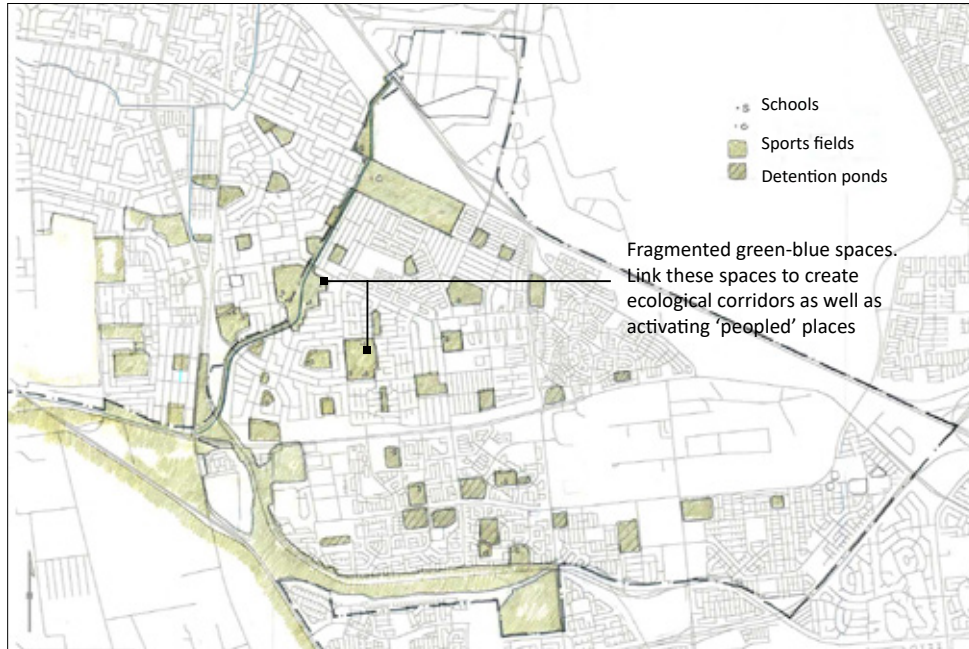 Schools
Sports fields
Detention ponds
Fragmented green-blue spaces.
Link these spaces to create
ecological corridors as well as
activating ‘peopled’ places